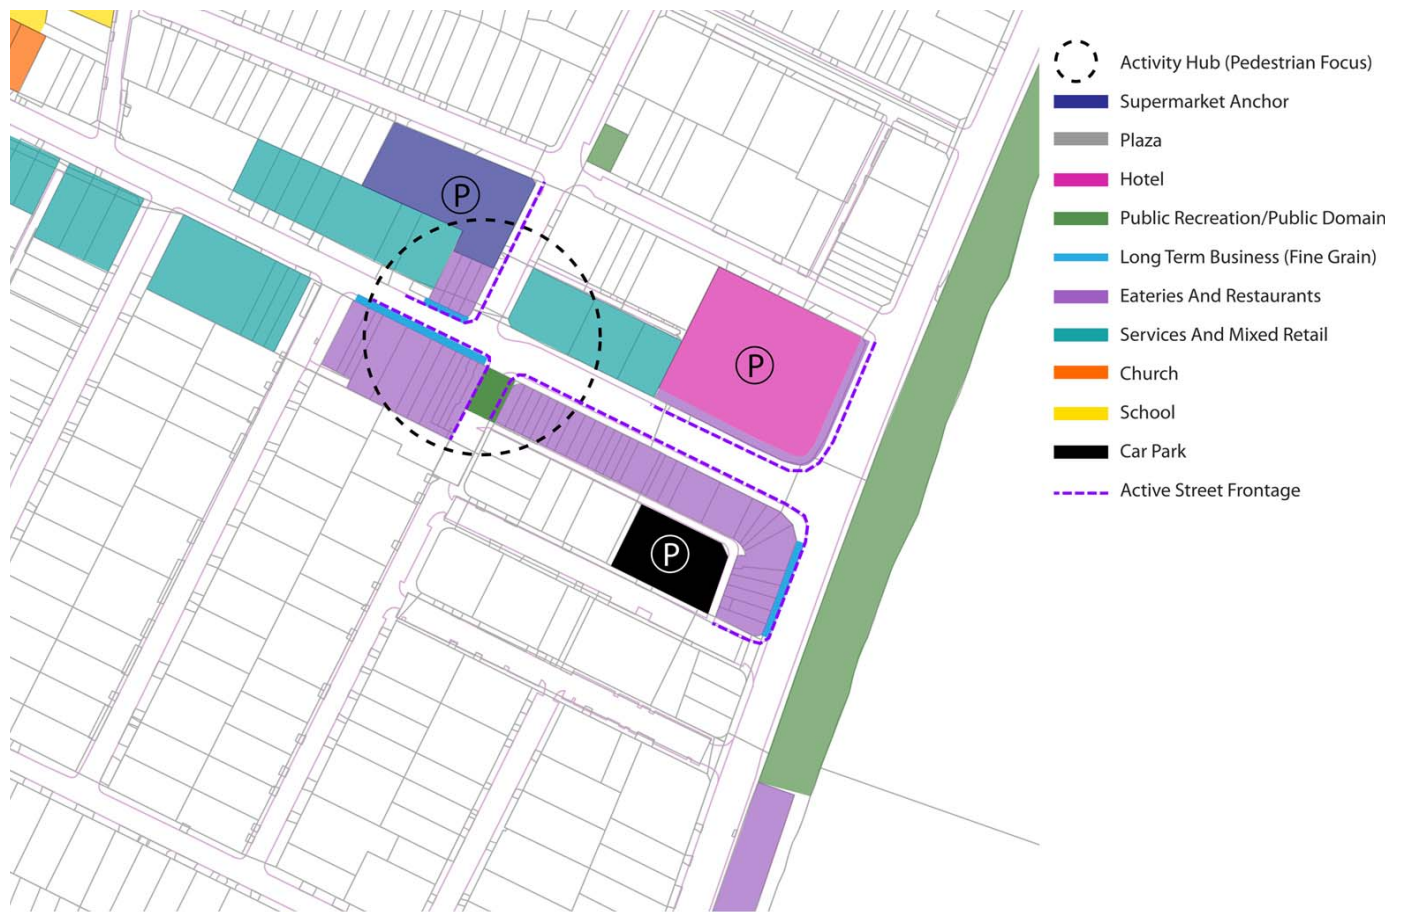 Activity Hub (Pedestrian Focus)
Supermarket Anchor
Plaza
Hotel
Public Recreation/Public Domain
Long Term Business (Fine Grain)
Eateries And Restaurants
Services And Mixed Retail
Church
School
Car Park
Active Street Frontage
P
P
P